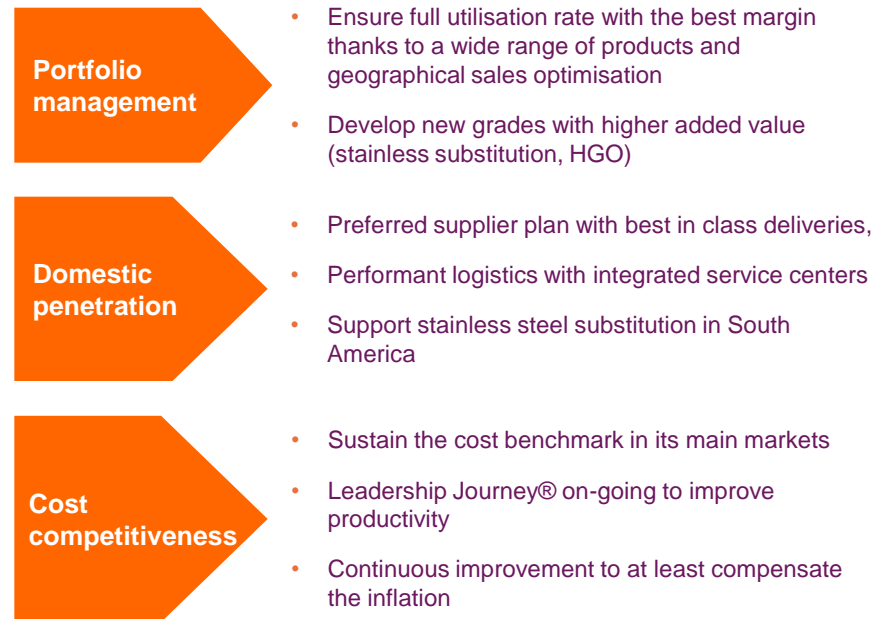 Portfolio
management
• Ensure full utilisation rate with the best margin
thanks to a wide range of products and
geographical sales optimisation
• Develop new grades with higher added value
(stainless substitution, HGO)
Domestic
penetration
• Preferred supplier plan with best in class deliveries,
• Performant logistics with integrated service centers
• Support stainless steel substitution in South
America
Cost
competitiveness
• Sustain the cost benchmark in its main markets
• Leadership Journey® on-going to improve
productivity
• Continuous improvement to at least compensate
the inflation